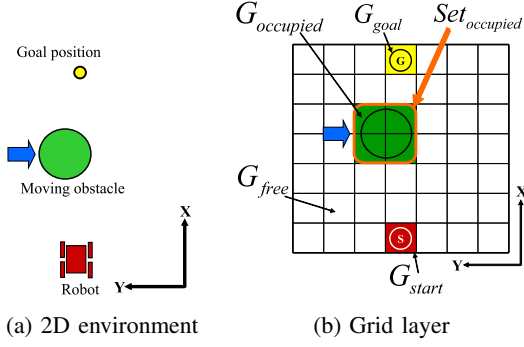 Goal position
Moving obstacle
X
Y
Robot
(a) 2D environment
G_occupied
G_goal
Set_occupied
G
G_free
S
X
Y
G_start
(b) Grid layer